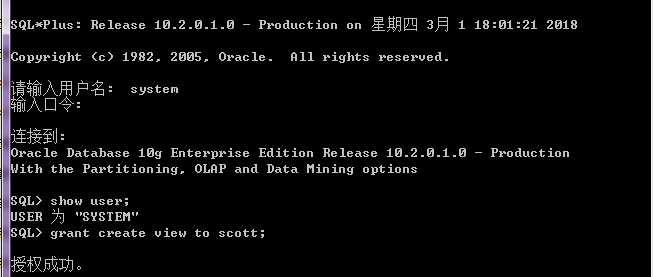 SQL*Plus: Release 10.2.0.1.0 - Production on 星期四 3月 1 18:01:21 2018
Copyright (c) 1982, 2005, Oracle.  All rights reserved.
请输入用户名:  system
输入口令:
连接到:
Oracle Database 10g Enterprise Edition Release 10.2.0.1.0 - Production
With the Partitioning, OLAP and Data Mining options
SQL> show user;
USER 为 "SYSTEM"
SQL> grant create view to scott;
授权成功。